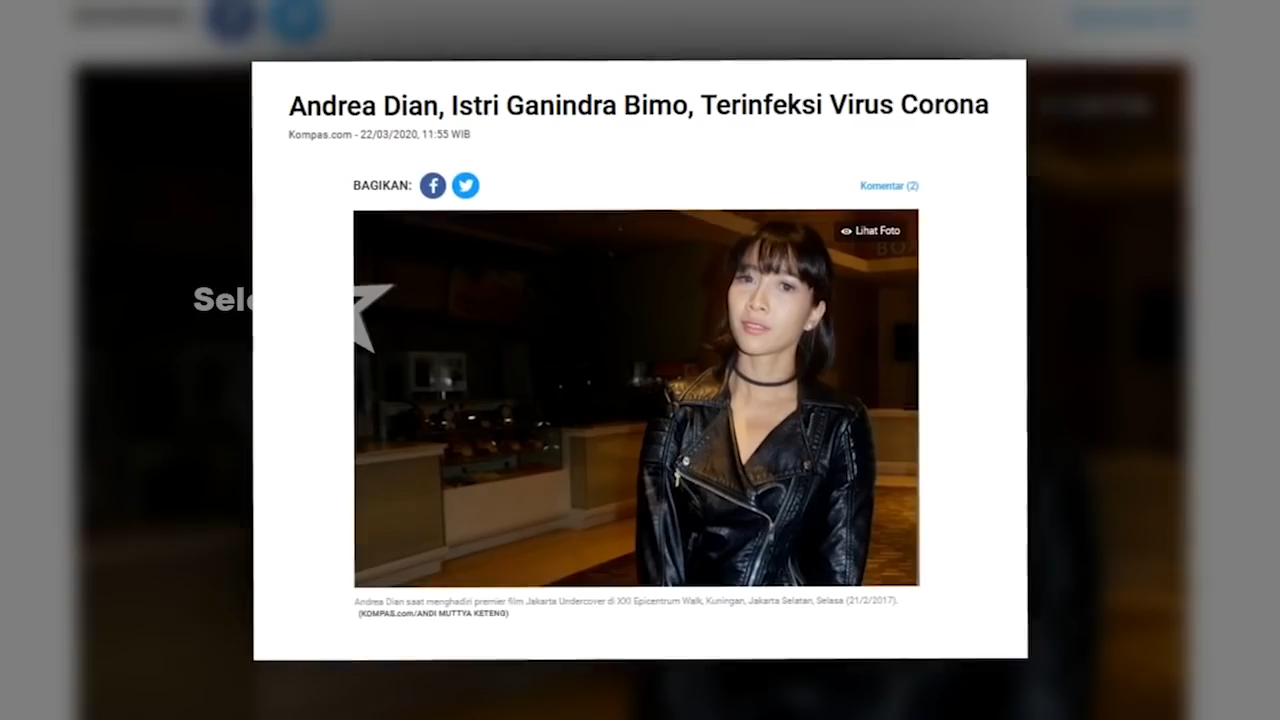 Andrea Dian, Istri Ganindra Bimo, Terinfeksi Virus Corona
Kompas.com - 22/03/2020, 11:55 WIB
BAGIKAN:
Komentar (2)
Lihat Foto
Sele
Andrea Dian saat menghadiri premier film Jakarta Undercover di XXI Epicentrum Walk, Kuningan, Jakarta Selatan, Selasa (21/2/2017).
(KOMPAS.com/ANDI MUTTYA KETENG)